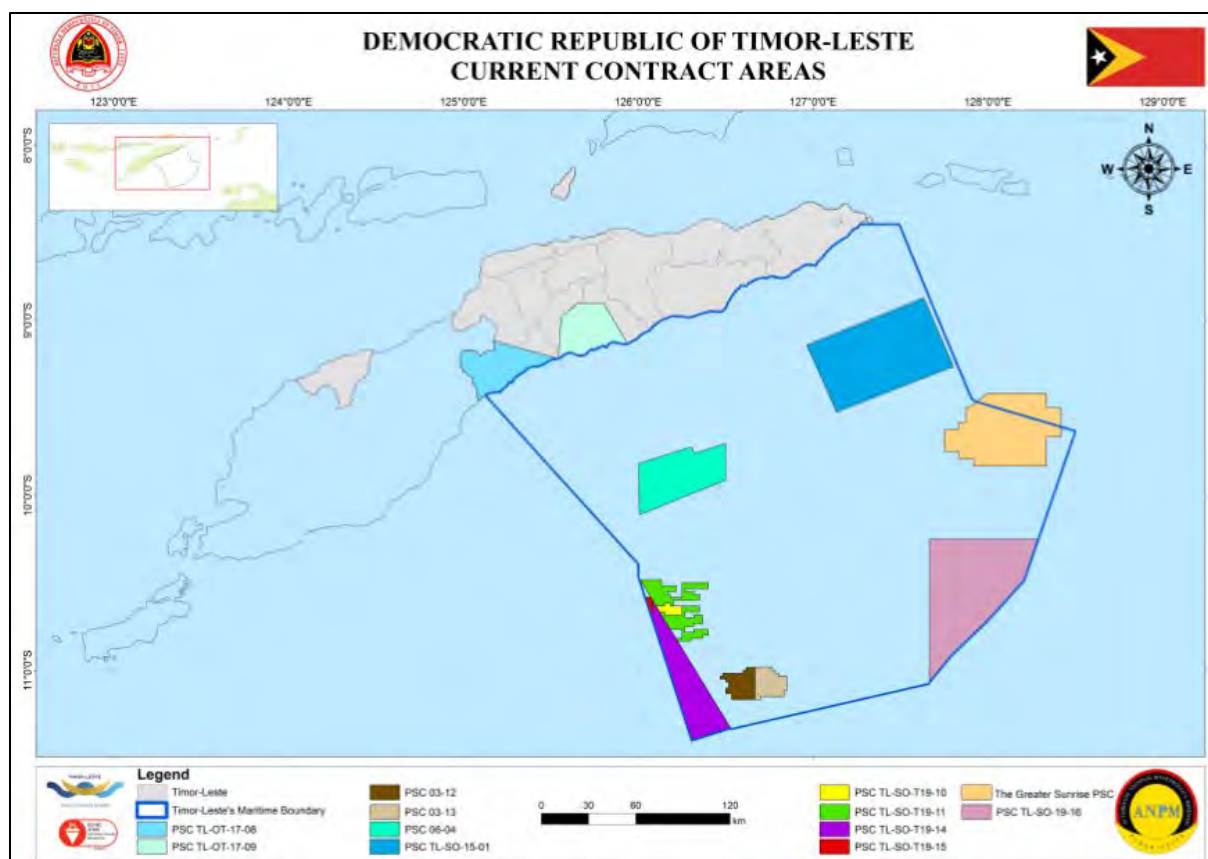 DEMOCRATIC REPUBLIC OF TIMOR-LESTE
CURRENT CONTRACT AREAS
123°0'0"E
124°0'0"E
125°0'0"E
126°0'0"E
127°0'0"E
128°0'0"E
129°0'0"E
8°0'0"S
9°0'0"S
10°0'0"S
11°0'0"S
N
W
E
S
Legend
Timor-Leste
Timor-Leste's Maritime Boundary
PSC TL-OT-17-08
PSC TL-OT-17-09
PSC 03-12
PSC 03-13
PSC 06-04
PSC TL-SO-15-01
0 30 60 120
km
PSC TL-SO-T19-10
PSC TL-SO-T19-11
PSC TL-SO-T19-14
PSC TL-SO-T19-15
The Greater Sunrise PSC
PSC TL-SO-19-16
TIMOR-LESTE
ANPM